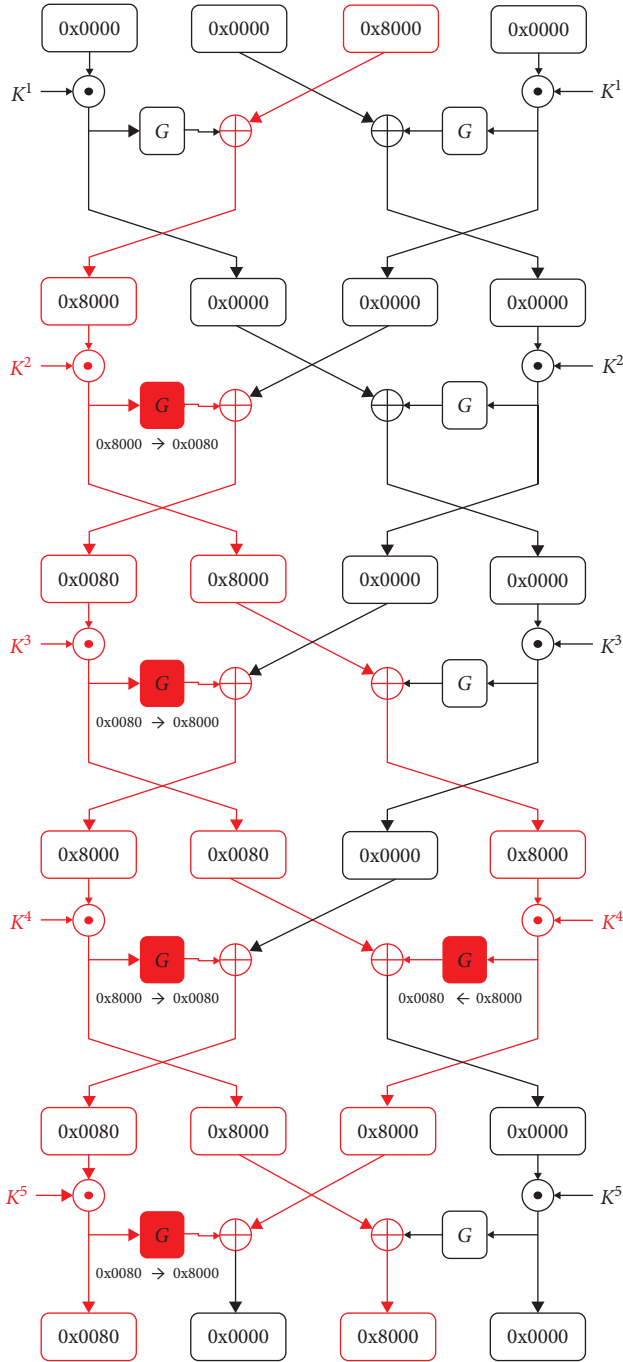 0x0000 0x0000 0x8000 0x0000
K¹ K¹
G G
0x8000 0x0000 0x0000 0x0000
K² K²
G G
0x8000 → 0x0080
0x0080 0x8000 0x0000 0x0000
K³ K³
G G
0x0080 → 0x8000
0x8000 0x0080 0x0000 0x8000
K⁴ K⁴
G G
0x8000 → 0x0080 0x0080 ← 0x8000
0x0080 0x8000 0x8000 0x0000
K⁵ K⁵
G G
0x0080 → 0x8000
0x0080 0x0000 0x8000 0x0000